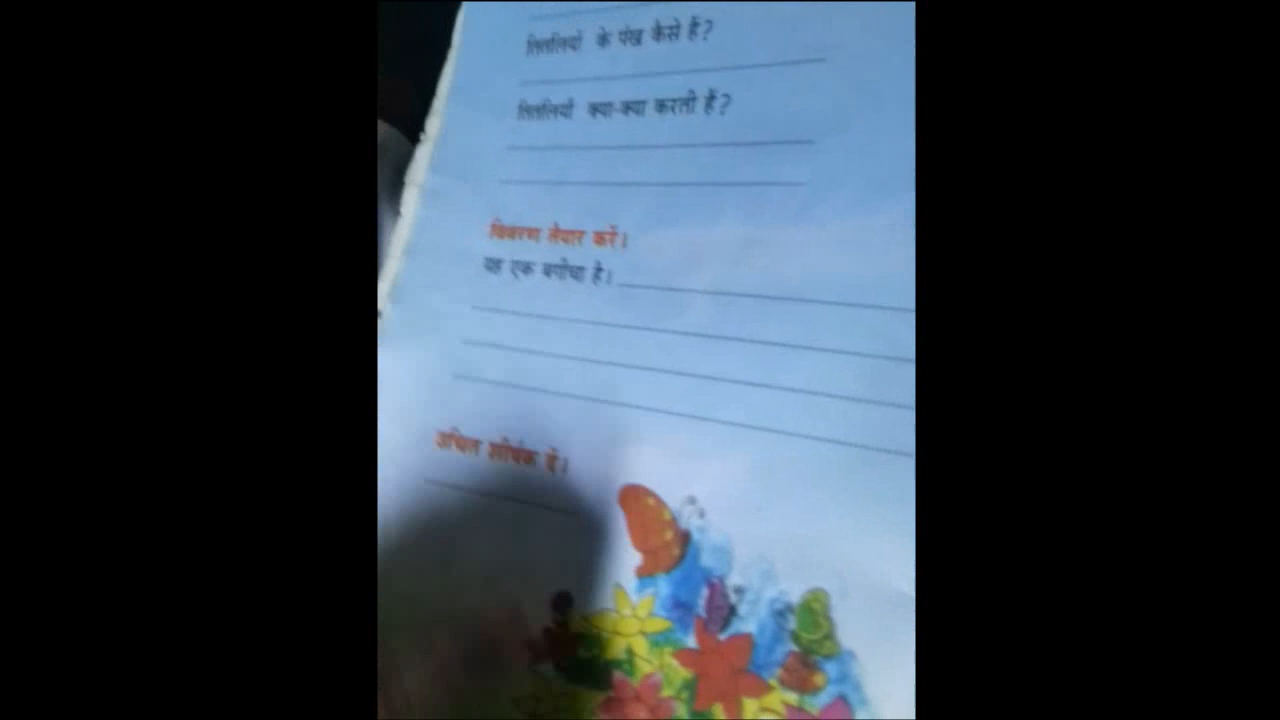 तितलियों के पंख कैसे हैं?
तितलियाँ क्या-क्या करती हैं?
विवरण तैयार करें।
यह एक बगीचा है।
उचित शीर्षक दें।